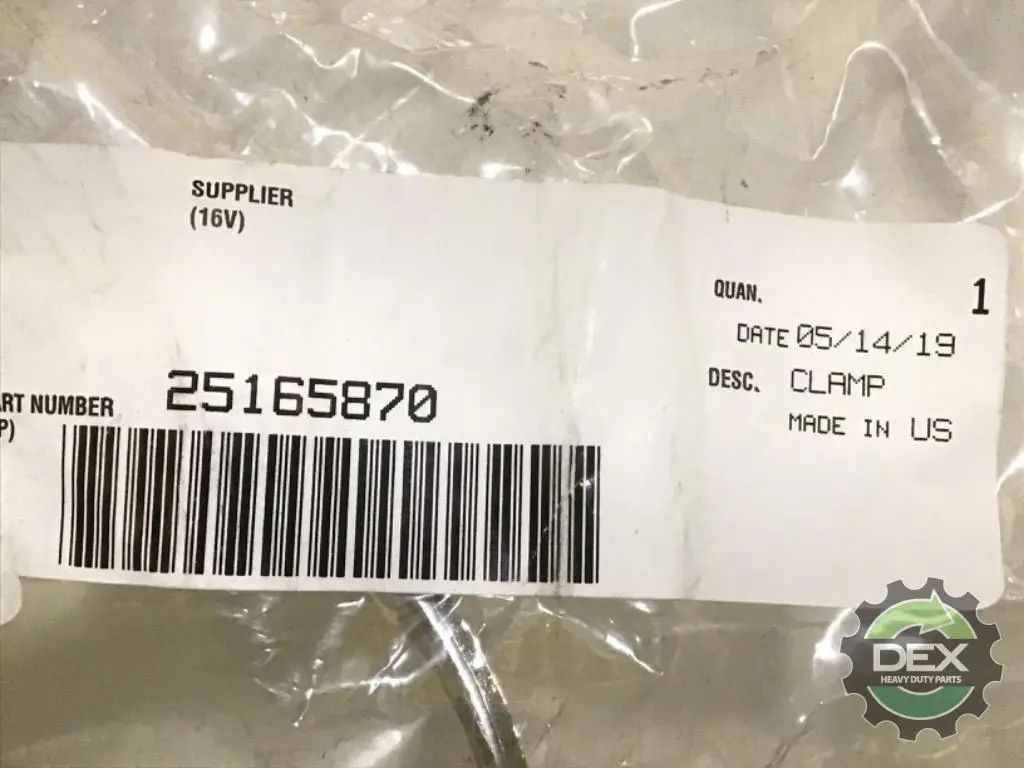 SUPPLIER
(16V)
QUAN. 1
DATE 05/14/19
DESC. CLAMP
MADE IN US
ART NUMBER 25165870
P)
DEX
HEAVY DUTY PARTS